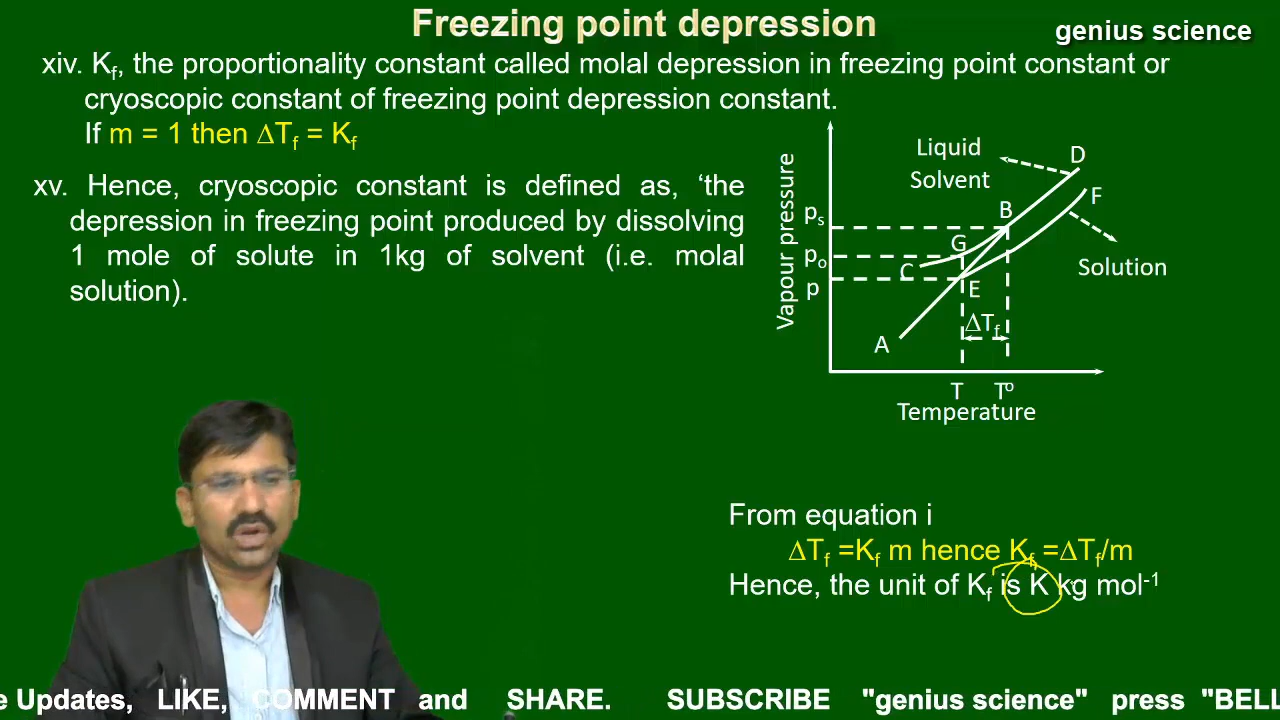 Freezing point depression
genius science
xiv. Kf, the proportionality constant called molal depression in freezing point constant or
cryoscopic constant of freezing point depression constant.
If m = 1 then ΔTf = Kf
xv. Hence, cryoscopic constant is defined as, ‘the
depression in freezing point produced by dissolving
1 mole of solute in 1kg of solvent (i.e. molal
solution).
Vapour pressure
Liquid
Solvent
D
F
B
ps
G
po
C
Solution
p
E
ΔTf
A
T
To
Temperature
From equation i
ΔTf =Kf m hence Kf =ΔTf/m
Hence, the unit of Kf is K kg mol-1
e Updates, LIKE, COMMENT and SHARE. SUBSCRIBE "genius science" press "BELL